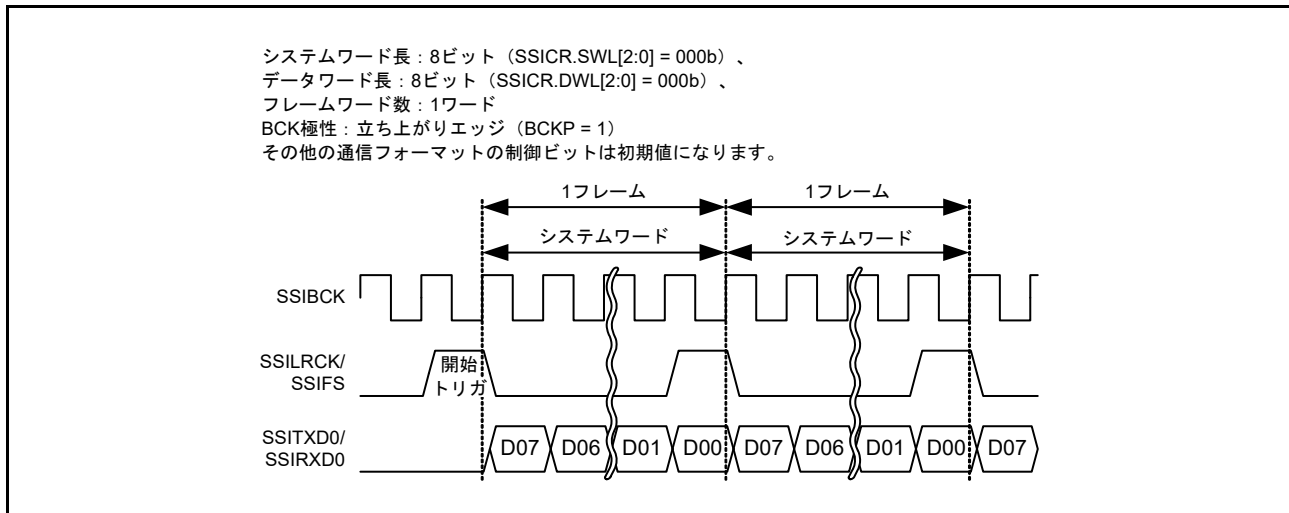 システムワード長：8ビット（SSICR.SWL[2:0] = 000b）、
データワード長：8ビット（SSICR.DWL[2:0] = 000b）、
フレームワード数：1ワード
BCK極性：立ち上がりエッジ（BCKP = 1）
その他の通信フォーマットの制御ビットは初期値になります。
1フレーム 1フレーム
システムワード システムワード
SSIBCK
SSILRCK/
SSIFS
開始
トリガ
SSITXD0/
SSIRXD0
D07 D06 D01 D00 D07 D06 D01 D00 D07